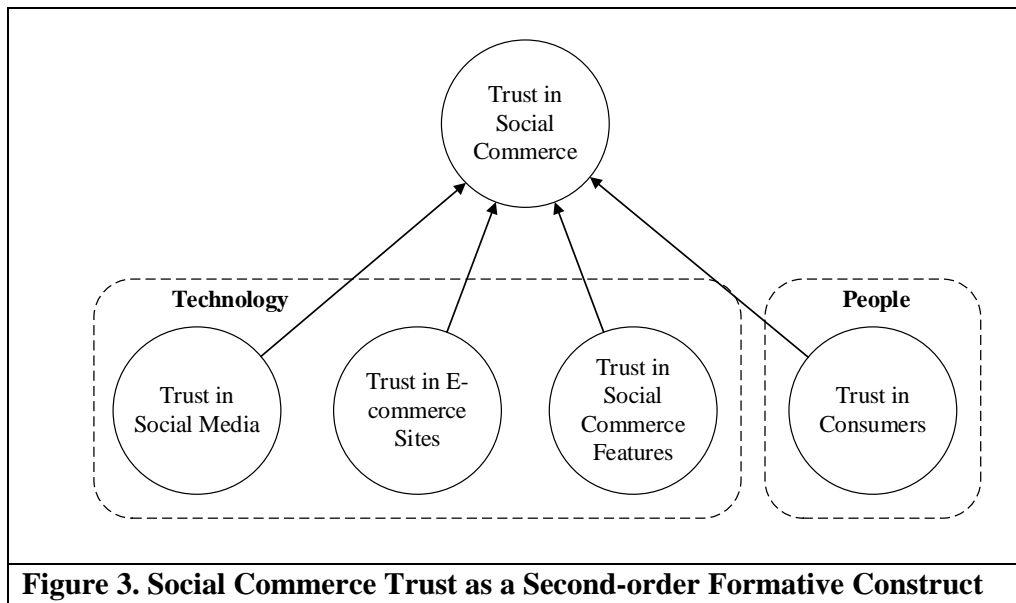 Trust in
Social
Commerce
Technology
People
Trust in
Social Media
Trust in E-
commerce
Sites
Trust in
Social
Commerce
Features
Trust in
Consumers
Figure 3. Social Commerce Trust as a Second-order Formative Construct